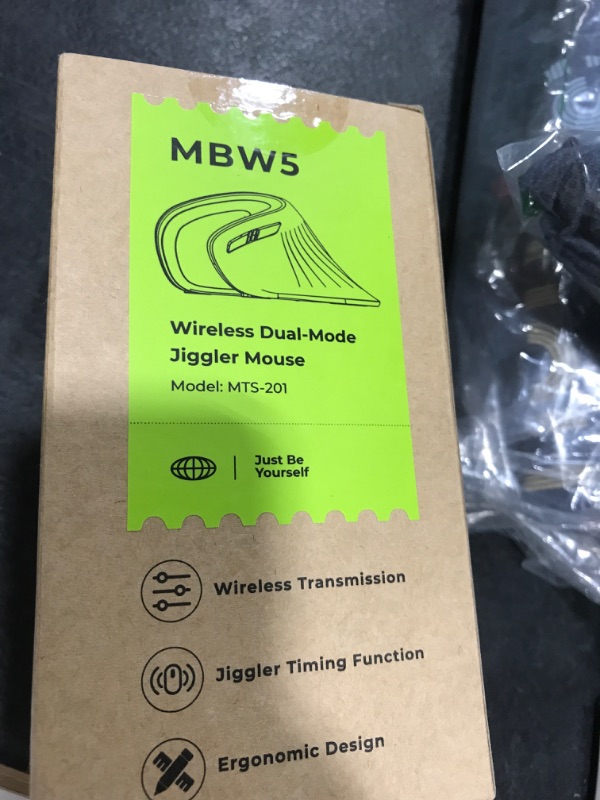 MBW5
Wireless Dual-Mode
Jiggler Mouse
Model: MTS-201
Just Be
Yourself
Wireless Transmission
Jiggler Timing Function
Ergonomic Design